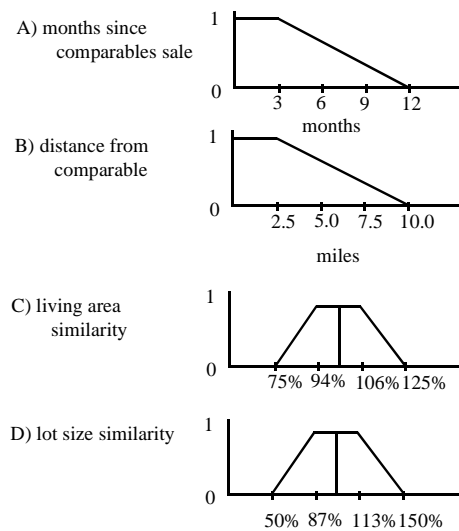 1
A) months since
comparables sale
0
3 6 9 12
months
1
B) distance from
comparable
0
2.5 5.0 7.5 10.0
miles
1
C) living area
similarity
0
75% 94% 106% 125%
1
D) lot size similarity
0
50% 87% 113% 150%